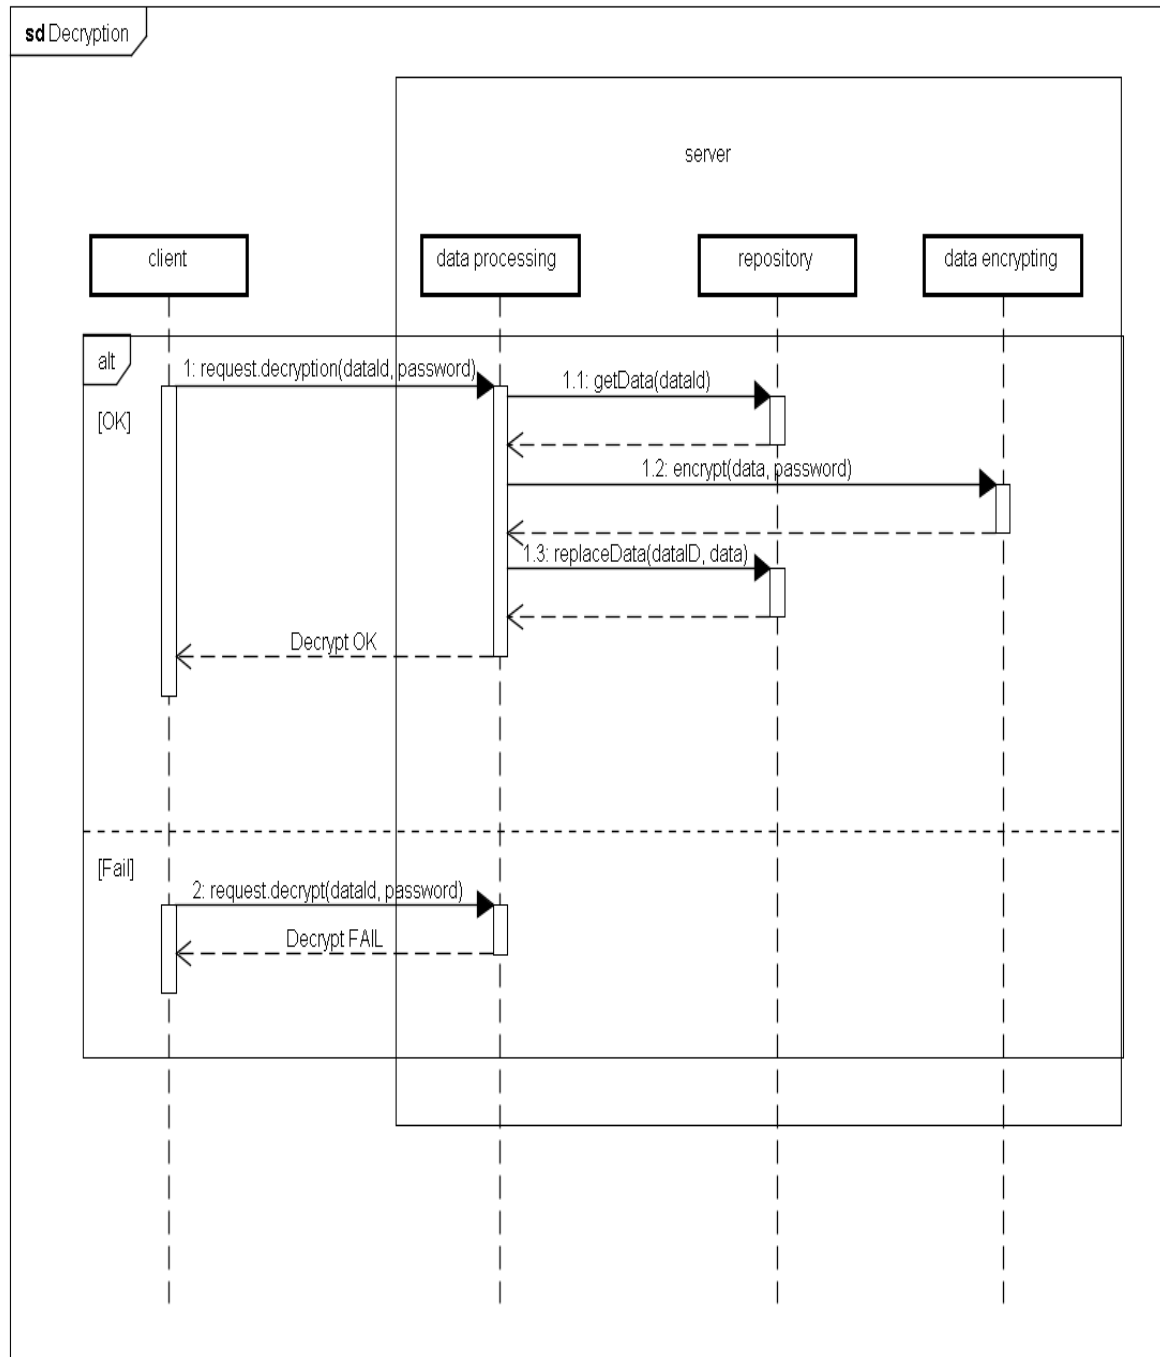 sd Decryption
server
client
data processing
repository
data encrypting
alt
1: request.decryption(dataId, password)
1.1: getData(dataId)
[OK]
1.2: encrypt(data, password)
1.3: replaceData(dataID, data)
Decrypt OK
[Fail]
2: request.decrypt(dataId, password)
Decrypt FAIL